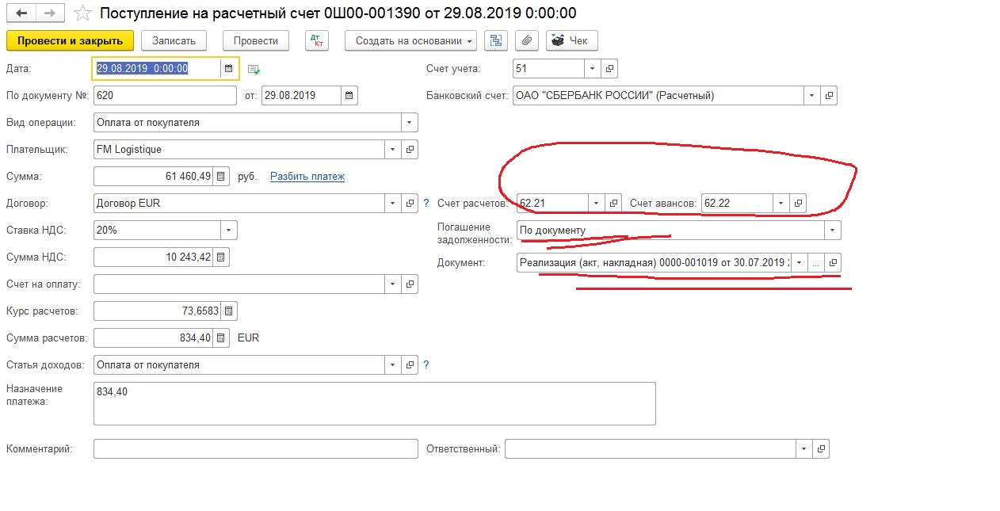 Поступление на расчетный счет 0Ш00-001390 от 29.08.2019 0:00:00
Провести и закрыть Записать Провести Дт Кт Создать на основании Чек
Дата: 29.08.2019 0:00:00 Счет учета: 51
По документу №: 620 от: 29.08.2019 Банковский счет: ОАО "СБЕРБАНК РОССИИ" (Расчетный)
Вид операции: Оплата от покупателя
Плательщик: FM Logistique
Сумма: 61 460,49 руб. Разбить платеж
Договор: Договор EUR ? Счет расчетов: 62.21 Счет авансов: 62.22
Ставка НДС: 20% Погашение задолженности: По документу
Сумма НДС: 10 243,42 Документ: Реализация (акт, накладная) 0000-001019 от 30.07.2019 ...
Счет на оплату:
Курс расчетов: 73,6583
Сумма расчетов: 834,40 EUR
Статья доходов: Оплата от покупателя ?
Назначение платежа: 834,40
Комментарий: Ответственный: